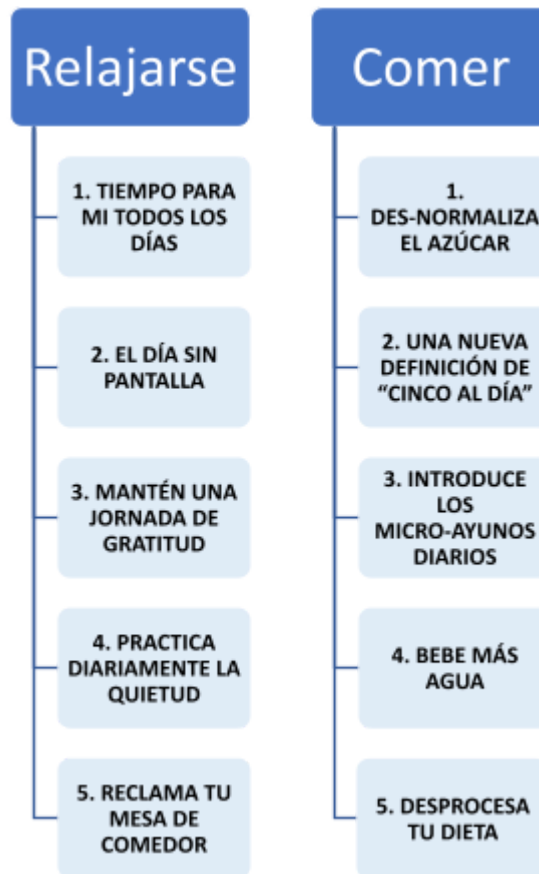 Relajarse
1. TIEMPO PARA
MI TODOS LOS
DÍAS
2. EL DÍA SIN
PANTALLA
3. MANTÉN UNA
JORNADA DE
GRATITUD
4. PRACTICA
DIARIAMENTE LA
QUIETUD
5. RECLAMA TU
MESA DE
COMEDOR
Comer
1.
DES-NORMALIZA
EL AZÚCAR
2. UNA NUEVA
DEFINICIÓN DE
“CINCO AL DÍA”
3. INTRODUCE
LOS
MICRO-AYUNOS
DIARIOS
4. BEBE MÁS
AGUA
5. DESPROCESA
TU DIETA